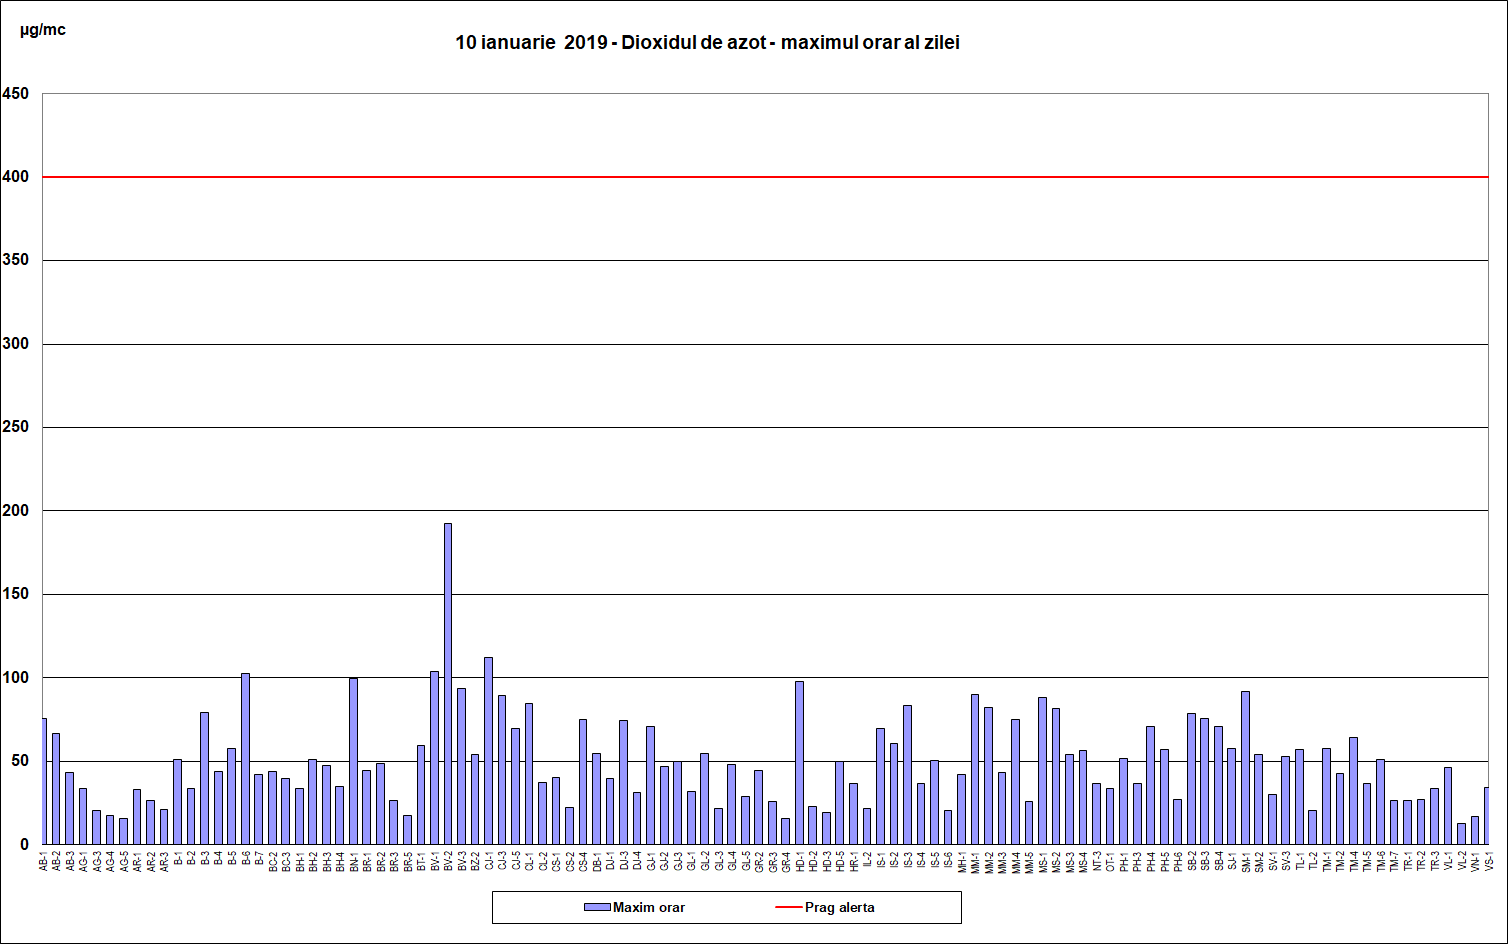 µg/mc
10 ianuarie  2019 - Dioxidul de azot - maximul orar al zilei
450
400
350
300
250
200
150
100
50
0
AB-1 AB-2 AB-3 AG-1 AG-3 AG-4 AG-5 AR-1 AR-2 AR-3 B-1 B-2 B-3 B-4 B-5 B-6 B-7 BC-2 BC-3 BH-1 BH-2 BH-3 BH-4 BN-1 BR-1 BR-2 BR-3 BR-5 BT-1 BV-1 BV-2 BV-3 BZ-2 CJ-1 CJ-3 CJ-5 CL-1 CL-2 CS-1 CS-2 CS-4 DB-1 DJ-1 DJ-3 DJ-4 GJ-1 GJ-2 GJ-3 GL-1 GL-2 GL-3 GL-4 GL-5 GR-2 GR-3 GR-4 HD-1 HD-2 HD-3 HD-5 HR-1 IL-2 IS-1 IS-2 IS-3 IS-4 IS-5 IS-6 MH-1 MM-1 MM-2 MM-3 MM-4 MM-5 MS-1 MS-2 MS-3 MS-4 NT-3 OT-1 PH-1 PH-3 PH-4 PH-5 PH-6 SB-2 SB-3 SB-4 SJ-1 SM-1 SM-2 SV-1 SV-3 TL-1 TL-2 TM-1 TM-2 TM-4 TM-5 TM-6 TM-7 TR-1 TR-2 TR-3 VL-1 VL-2 VN-1 VS-1
Maxim orar
Prag alerta